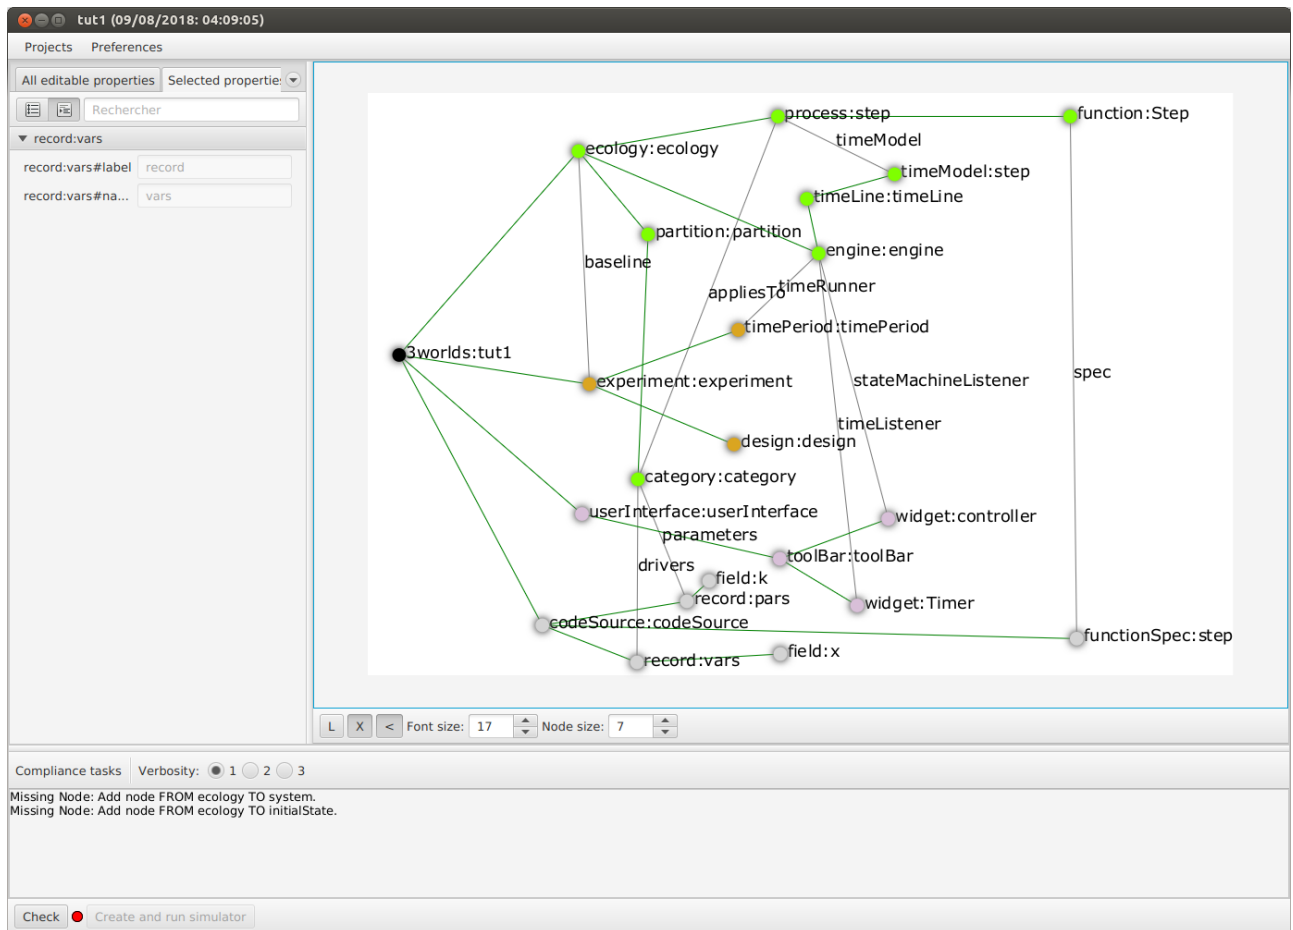 tut1 (09/08/2018: 04:09:05)
Projects Preferences
All editable properties Selected propertie
Rechercher
record:vars
record:vars#label record
record:vars#na... vars
process:step
function:Step
timeModel
ecology:ecology
timeModel:step
timeLine:timeLine
partition:partition
engine:engine
baseline
timeRunner
appliesTo
timePeriod:timePeriod
3worlds:tut1
spec
experiment:experiment
stateMachineListener
timeListener
design:design
category:category
userInterface:userInterface
widget:controller
parameters
toolBar:toolBar
drivers
field:k
record:pars
widget:Timer
codeSource:codeSource
functionSpec:step
field:x
record:vars
L X < Font size: 17 Node size: 7
Compliance tasks Verbosity: 1 2 3
Missing Node: Add node FROM ecology TO system.
Missing Node: Add node FROM ecology TO initialState.
Check Create and run simulator